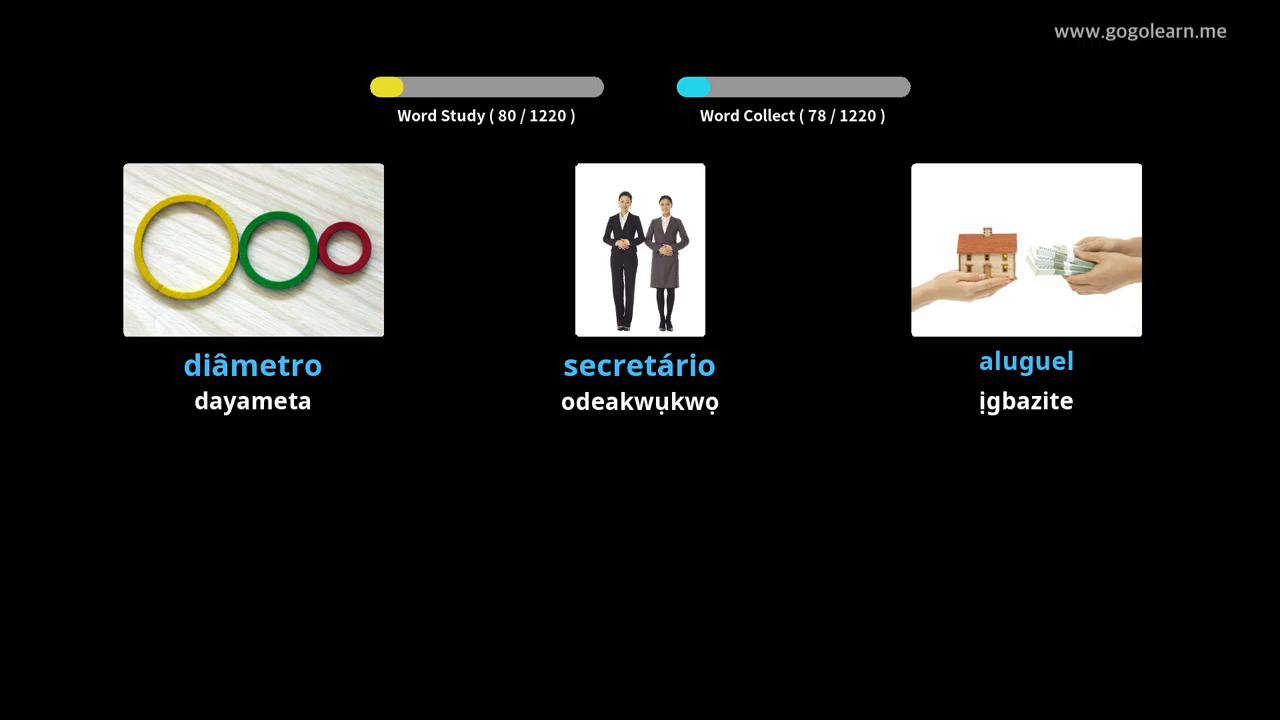 www.gogolearn.me
Word Study ( 80 / 1220 )
Word Collect ( 78 / 1220 )
diâmetro
dayameta
secretário
odeakwụkwọ
aluguel
ịgbazite